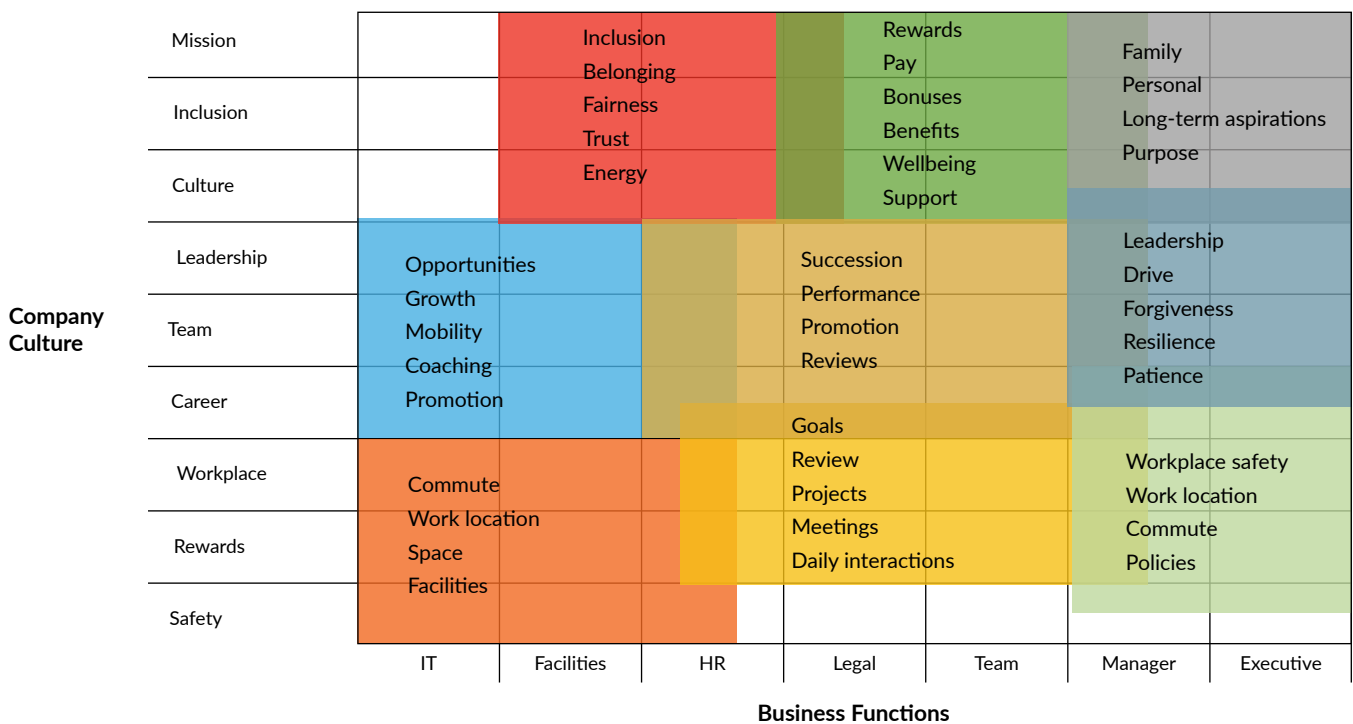 Company
Culture
Mission
Inclusion
Culture
Leadership
Team
Career
Workplace
Rewards
Safety
Inclusion
Belonging
Fairness
Trust
Energy
Rewards
Pay
Bonuses
Benefits
Wellbeing
Support
Family
Personal
Long-term aspirations
Purpose
Opportunities
Growth
Mobility
Coaching
Promotion
Succession
Performance
Promotion
Reviews
Leadership
Drive
Forgiveness
Resilience
Patience
Commute
Work location
Space
Facilities
Goals
Review
Projects
Meetings
Daily interactions
Workplace safety
Work location
Commute
Policies
IT
Facilities
HR
Legal
Team
Manager
Executive
Business Functions